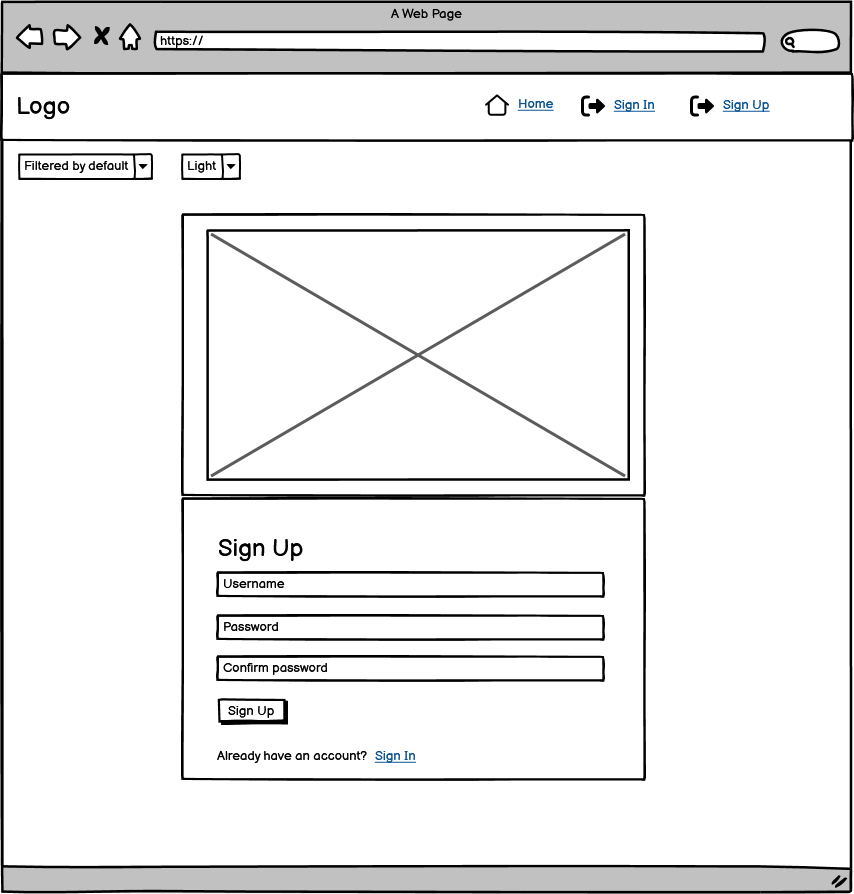 A Web Page
https://
Logo
Home
Sign In
Sign Up
Filtered by default
Light
Sign Up
Username
Password
Confirm password
Sign Up
Already have an account? Sign In